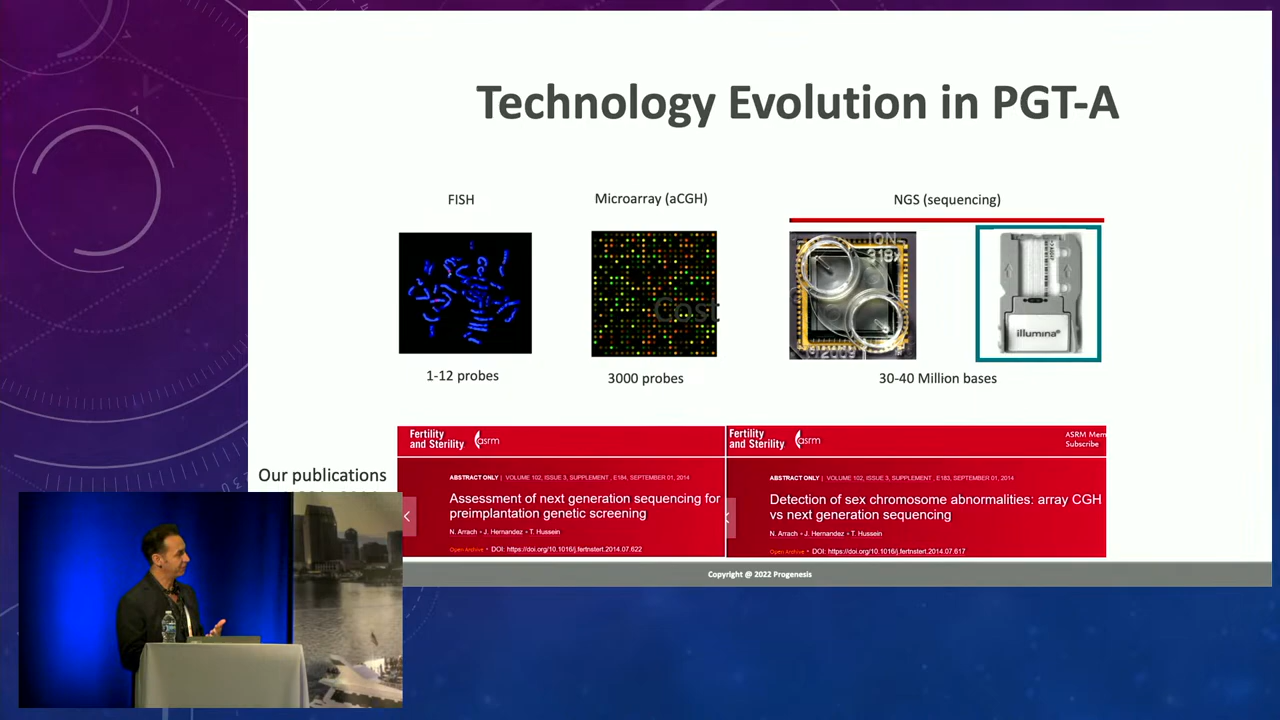 Technology Evolution in PGT-A
FISH
Microarray (aCGH)
NGS (sequencing)
ION
318
Cost
illumina®
1-12 probes
3000 probes
30-40 Million bases
Our publications
Fertility
and Sterility
asrm
ABSTRACT ONLY | VOLUME 102, ISSUE 3, SUPPLEMENT , E184, SEPTEMBER 01, 2014
Assessment of next generation sequencing for
preimplantation genetic screening
N. Arrach • J. Hernandez • T. Hussein
Open Archive • DOI: https://doi.org/10.1016/j.fertnstert.2014.07.622
Fertility
and Sterility
asrm
ASRM Mem
Subscribe
ABSTRACT ONLY | VOLUME 102, ISSUE 3, SUPPLEMENT , E183, SEPTEMBER 01, 2014
Detection of sex chromosome abnormalities: array CGH
vs next generation sequencing
N. Arrach • J. Hernandez • T. Hussein
Open Archive • DOI: https://doi.org/10.1016/j.fertnstert.2014.07.617
Copyright @ 2022 Progenesis